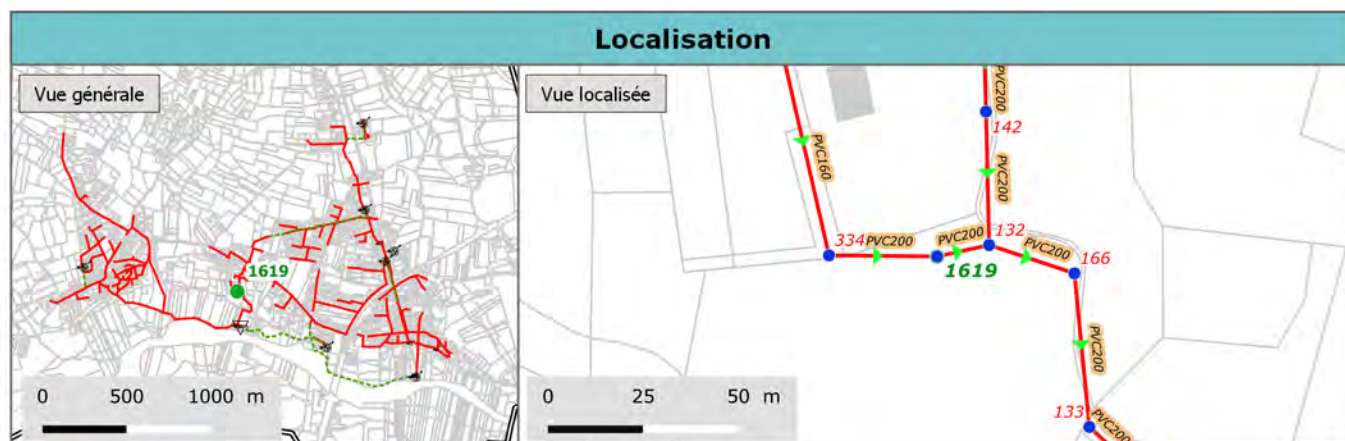 Localisation
Vue générale
1619
0 500 1000 m
Vue localisée
PVC160
PVC200
142
PVC200
334
PVC200
PVC200
132
1619
PVC200
166
PVC200
133
PVC200
0 25 50 m